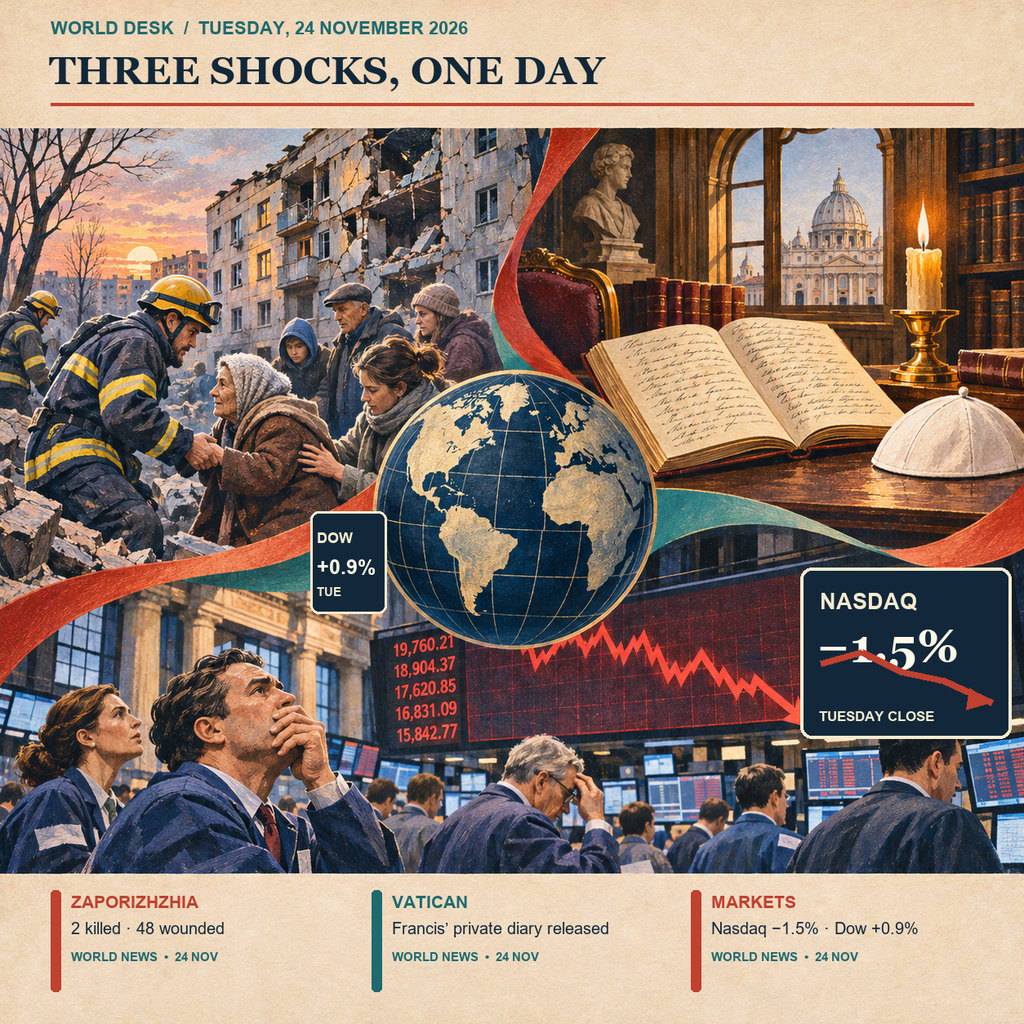 WORLD DESK / TUESDAY, 24 NOVEMBER 2026
THREE SHOCKS, ONE DAY
DOW
+0.9%
TUE
19,760.21
18,904.37
17,620.85
16,831.09
15,842.77
NASDAQ
−1.5%
TUESDAY CLOSE
ZAPORIZHZHIA
2 killed · 48 wounded
WORLD NEWS • 24 NOV
VATICAN
Francis’ private diary released
WORLD NEWS • 24 NOV
MARKETS
Nasdaq −1.5% · Dow +0.9%
WORLD NEWS • 24 NOV